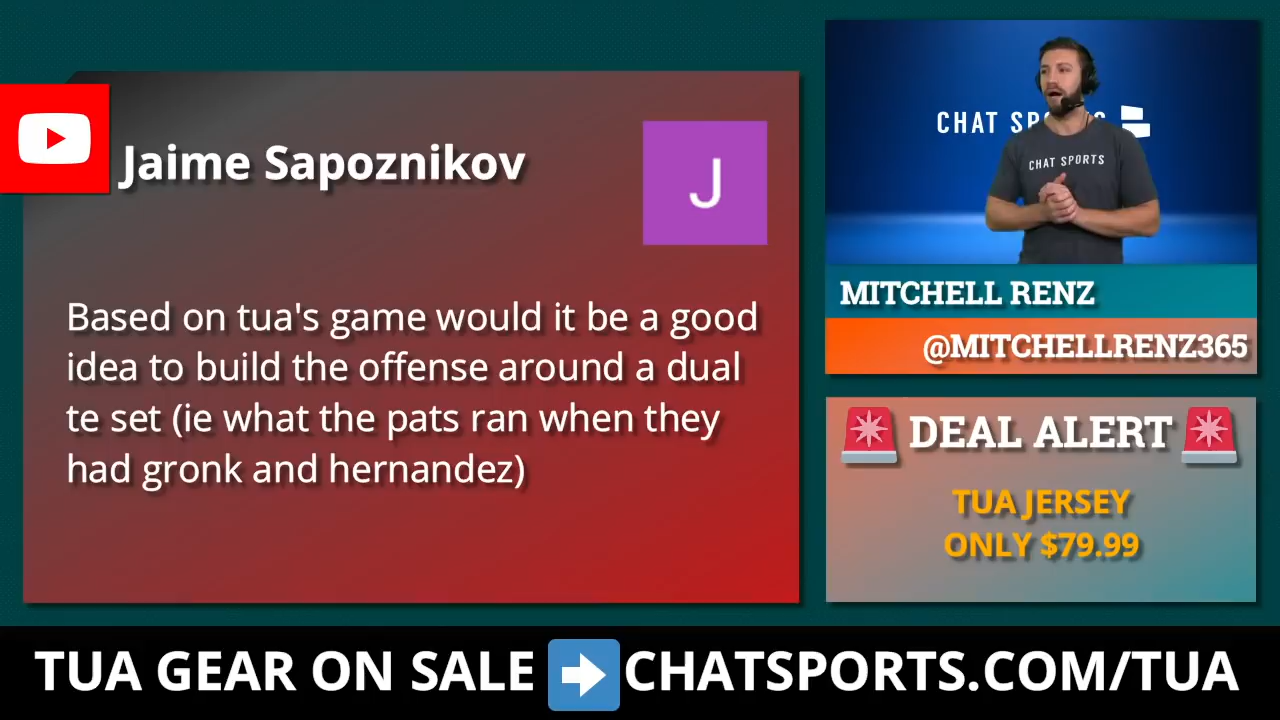 Jaime Sapoznikov
J
Based on tua's game would it be a good
idea to build the offense around a dual
te set (ie what the pats ran when they
had gronk and hernandez)
CHAT SPORTS
MITCHELL RENZ
@MITCHELLRENZ365
DEAL ALERT
TUA JERSEY
ONLY $79.99
TUA GEAR ON SALE CHATSPORTS.COM/TUA